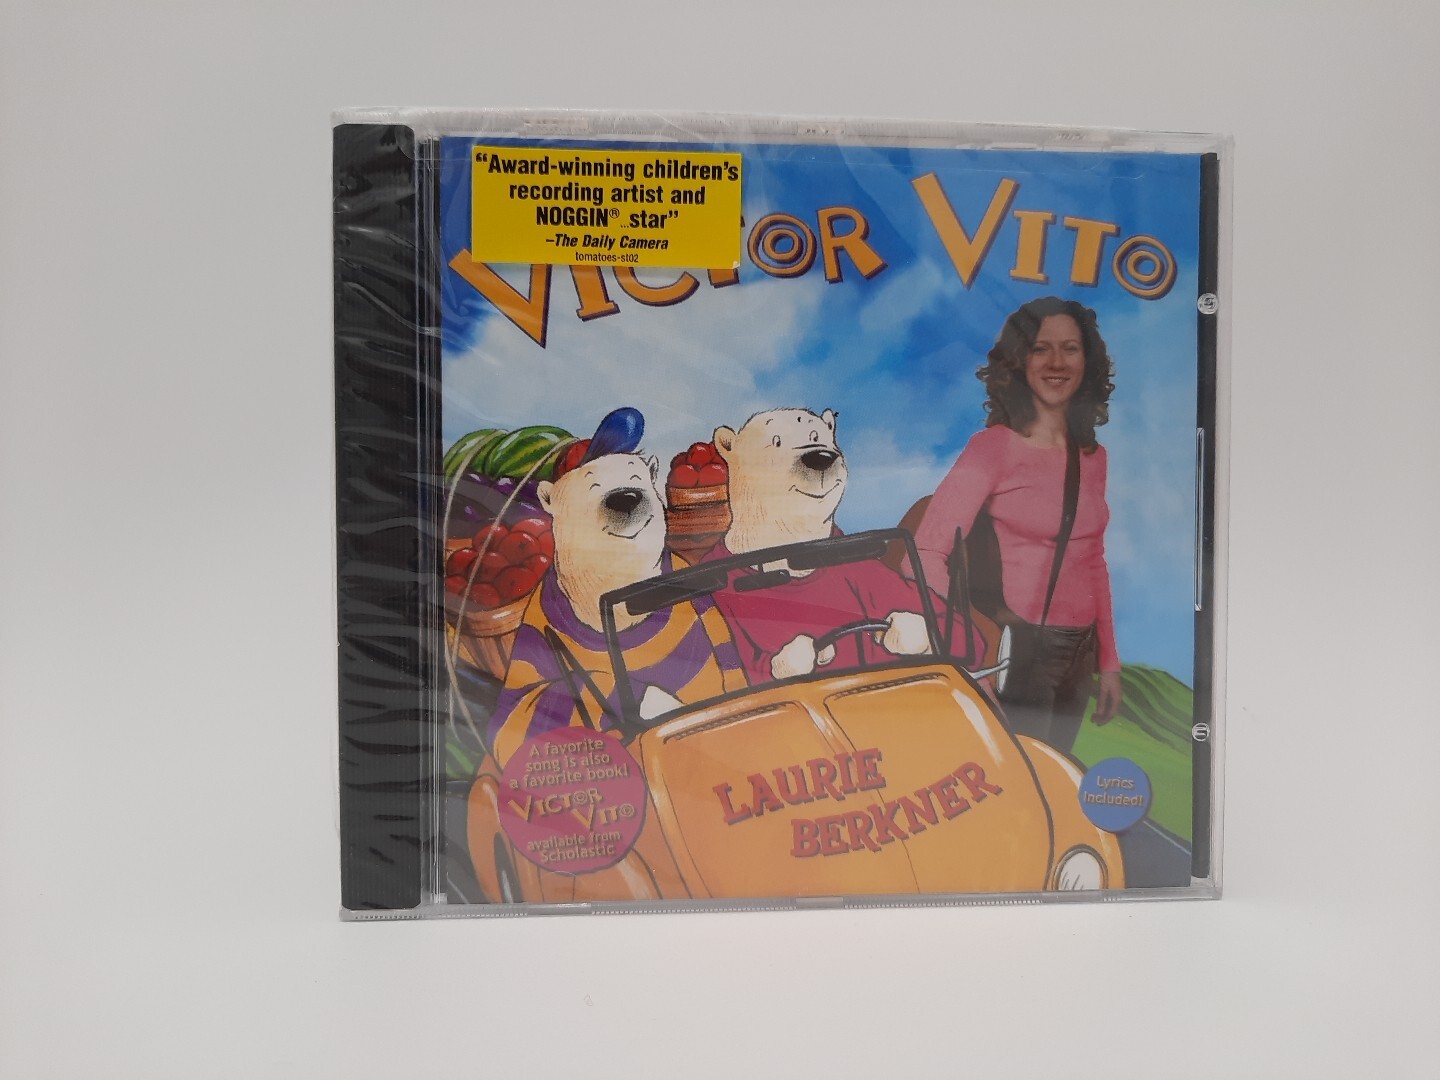 “Award-winning children’s
recording artist and
NOGGIN® ...star”
–The Daily Camera
tomatoes-st02
VICTOR VITO
A favorite
song is also
a favorite book!
VICTOR
VITO
available from
Scholastic
LAURIE
BERKNER
Lyrics
included!